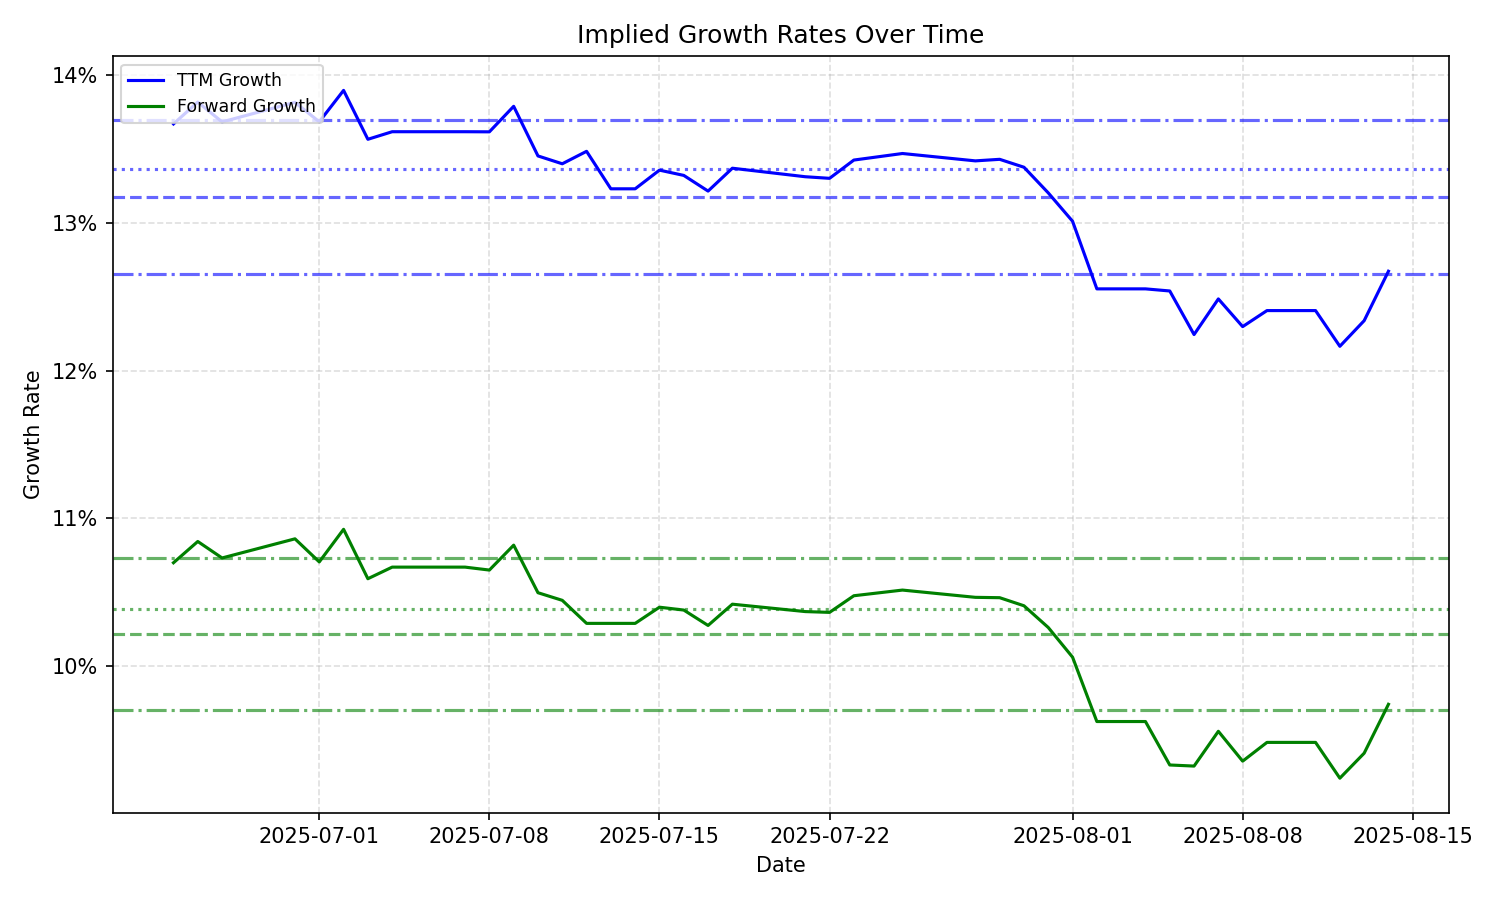 Implied Growth Rates Over Time
TTM Growth
Forward Growth
14%
13%
12%
11%
10%
Growth Rate
2025-07-01 2025-07-08 2025-07-15 2025-07-22 2025-08-01 2025-08-08 2025-08-15
Date